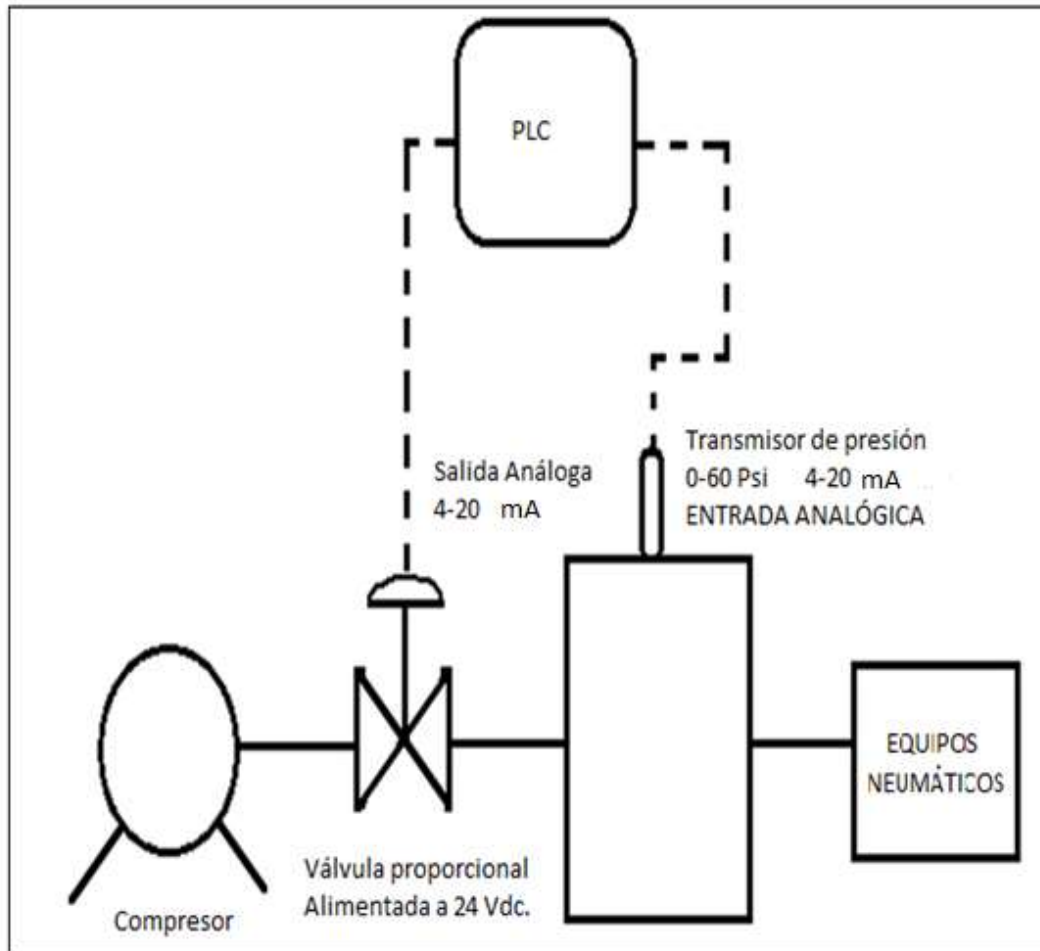 PLC
Salida Análoga
4-20 mA
Transmisor de presión
0-60 Psi 4-20 mA
ENTRADA ANALÓGICA
EQUIPOS
NEUMÁTICOS
Válvula proporcional
Alimentada a 24 Vdc.
Compresor